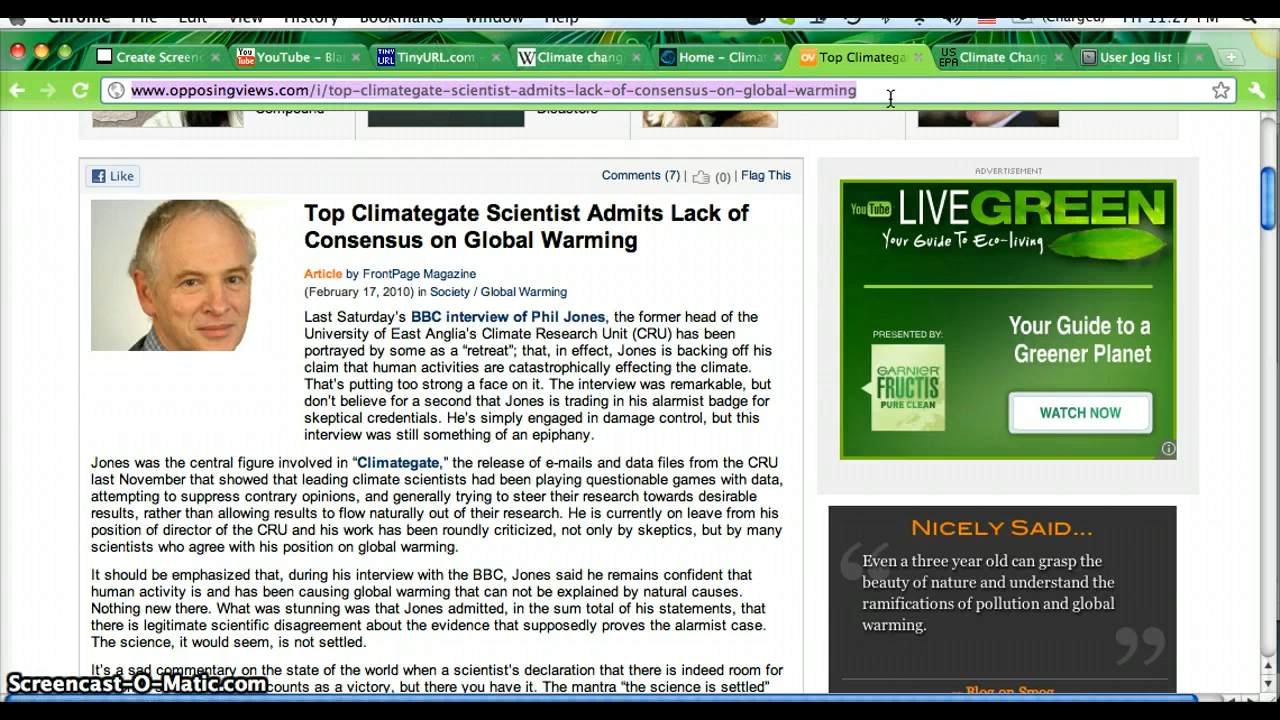 Chrome File Edit View History Bookmarks Window Help (Charged) Fri 11:27 PM
Create Screenc YouTube – Bla TinyURL.com Climate chang Home – Clima Top Climatega Climate Chan User Jog list |
www.opposingviews.com/i/top-climategate-scientist-admits-lack-of-consensus-on-global-warming
Compound Disasters
Like
Comments (7) | (0) | Flag This
Top Climategate Scientist Admits Lack of
Consensus on Global Warming
Article by FrontPage Magazine
(February 17, 2010) in Society / Global Warming
Last Saturday's BBC interview of Phil Jones, the former head of the
University of East Anglia's Climate Research Unit (CRU) has been
portrayed by some as a “retreat”; that, in effect, Jones is backing off his
claim that human activities are catastrophically effecting the climate.
That's putting too strong a face on it. The interview was remarkable, but
don't believe for a second that Jones is trading in his alarmist badge for
skeptical credentials. He's simply engaged in damage control, but this
interview was still something of an epiphany.
Jones was the central figure involved in “Climategate,” the release of e-mails and data files from the CRU
last November that showed that leading climate scientists had been playing questionable games with data,
attempting to suppress contrary opinions, and generally trying to steer their research towards desirable
results, rather than allowing results to flow naturally out of their research. He is currently on leave from his
position of director of the CRU and his work has been roundly criticized, not only by skeptics, but by many
scientists who agree with his position on global warming.
It should be emphasized that, during his interview with the BBC, Jones said he remains confident that
human activity is and has been causing global warming that can not be explained by natural causes.
Nothing new there. What was stunning was that Jones admitted, in the sum total of his statements, that
there is legitimate scientific disagreement about the evidence that supposedly proves the alarmist case.
The science, it would seem, is not settled.
It's a sad commentary on the state of the world when a scientist's declaration that there is indeed room for
counts as a victory, but there you have it. The mantra “the science is settled”
ADVERTISEMENT
YouTube LIVEGREEN
Your Guide To Eco-living
PRESENTED BY:
GARNIER
FRUCTIS
PURE CLEAN
Your Guide to a
Greener Planet
WATCH NOW
NICELY SAID...
Even a three year old can grasp the
beauty of nature and understand the
ramifications of pollution and global
warming.
-- Blog on Smog
Screencast-O-Matic.com